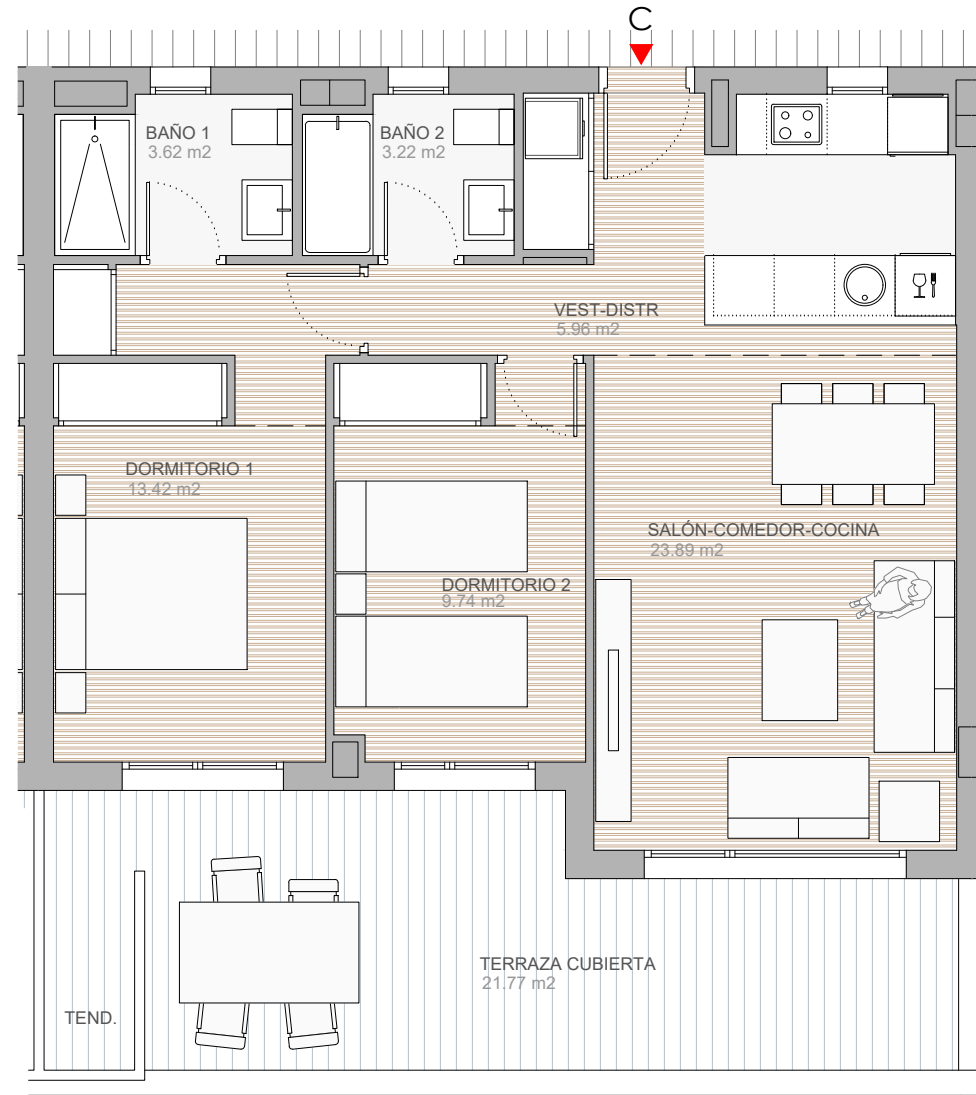 C
BAÑO 1
3.62 m2
BAÑO 2
3.22 m2
VEST-DISTR
5.96 m2
DORMITORIO 1
13.42 m2
SALÓN-COMEDOR-COCINA
23.89 m2
DORMITORIO 2
9.74 m2
TERRAZA CUBIERTA
21.77 m2
TEND.